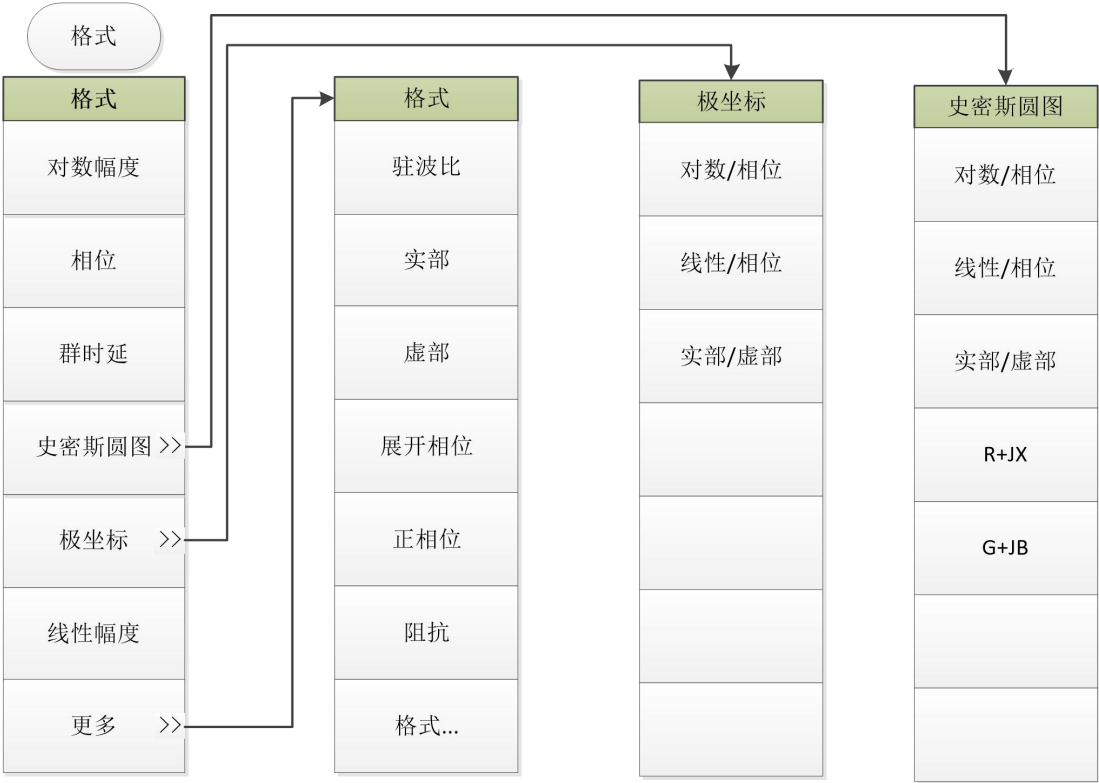 格式
格式
对数幅度
相位
群时延
史密斯圆图 >>
极坐标 >>
线性幅度
更多 >>
格式
驻波比
实部
虚部
展开相位
正相位
阻抗
格式...
极坐标
对数/相位
线性/相位
实部/虚部
史密斯圆图
对数/相位
线性/相位
实部/虚部
R+JX
G+JB